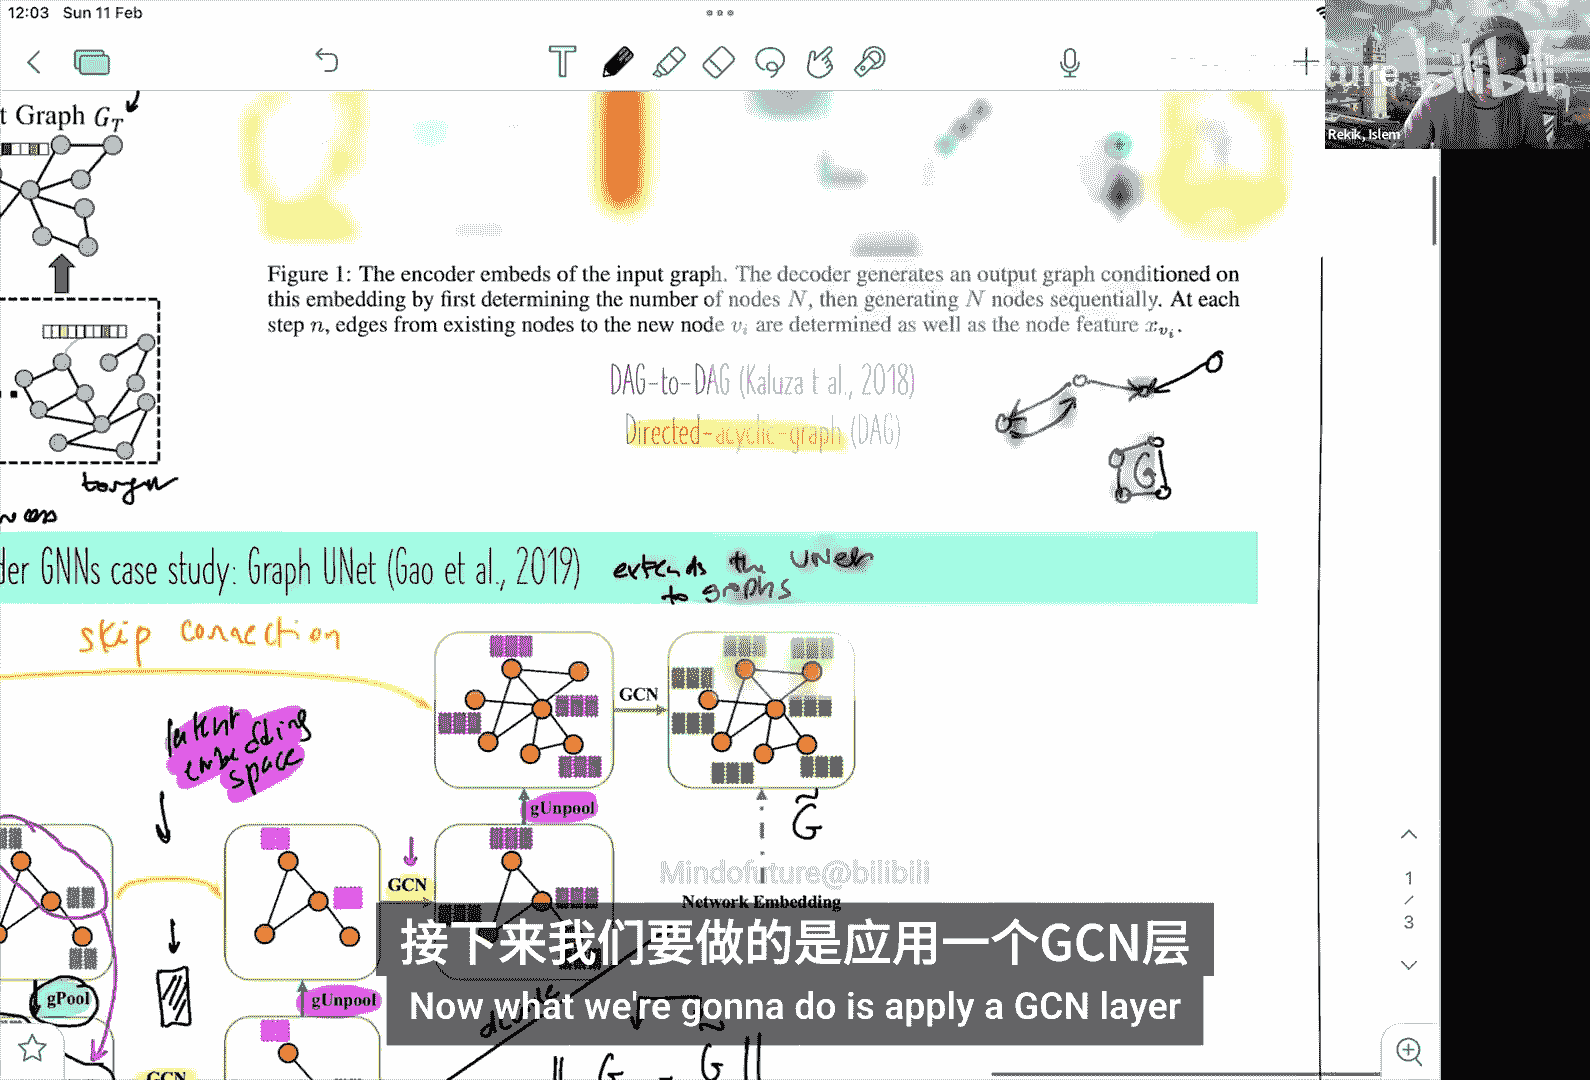 12:03 Sun 11 Feb
ture, bilibili
Rekik, Islem
t Graph G_T
Figure 1: The encoder embeds of the input graph. The decoder generates an output graph conditioned on
this embedding by first determining the number of nodes N, then generating N nodes sequentially. At each
step n, edges from existing nodes to the new node v_i are determined as well as the node feature x_{v_i}.
DAG-to-DAG (Kaluza t al., 2018)
Directed-acyclic-graph (DAG)
G
der GNNs case study: Graph UNet (Gao et al., 2019)
extends the UNet
to graphs
skip connection
GCN
latent
embedding
space
gUnpool
G̃
GCN
Mindofuture@bilibili
Network Embedding
gPool
gUnpool
接下来我们要做的是应用一个GCN层
Now what we're gonna do is apply a GCN layer
decode
GCN
|| G - G̃ ||
1
/
3